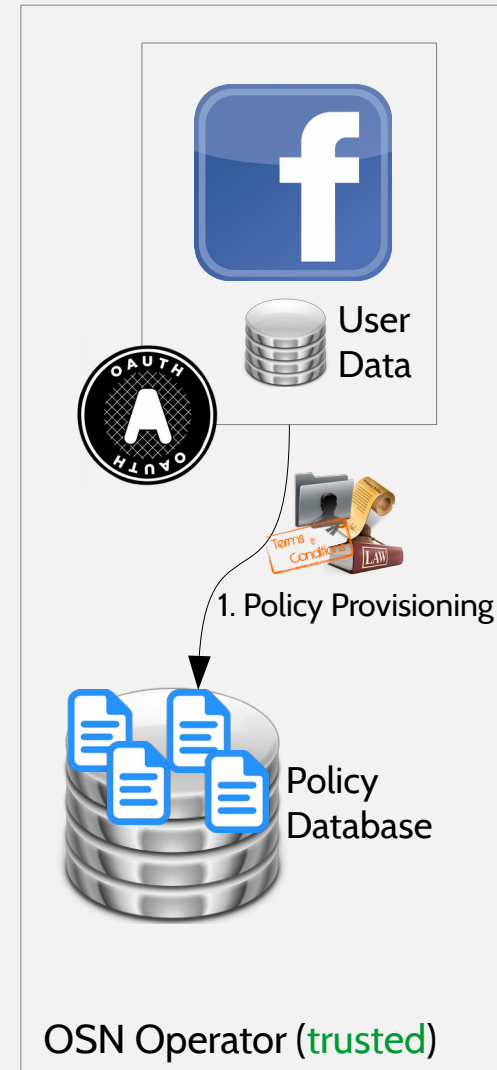 f
User
Data
OAUTH
A
OAUTH
Terms &
Conditions
LAW
1. Policy Provisioning
Policy
Database
OSN Operator (trusted)